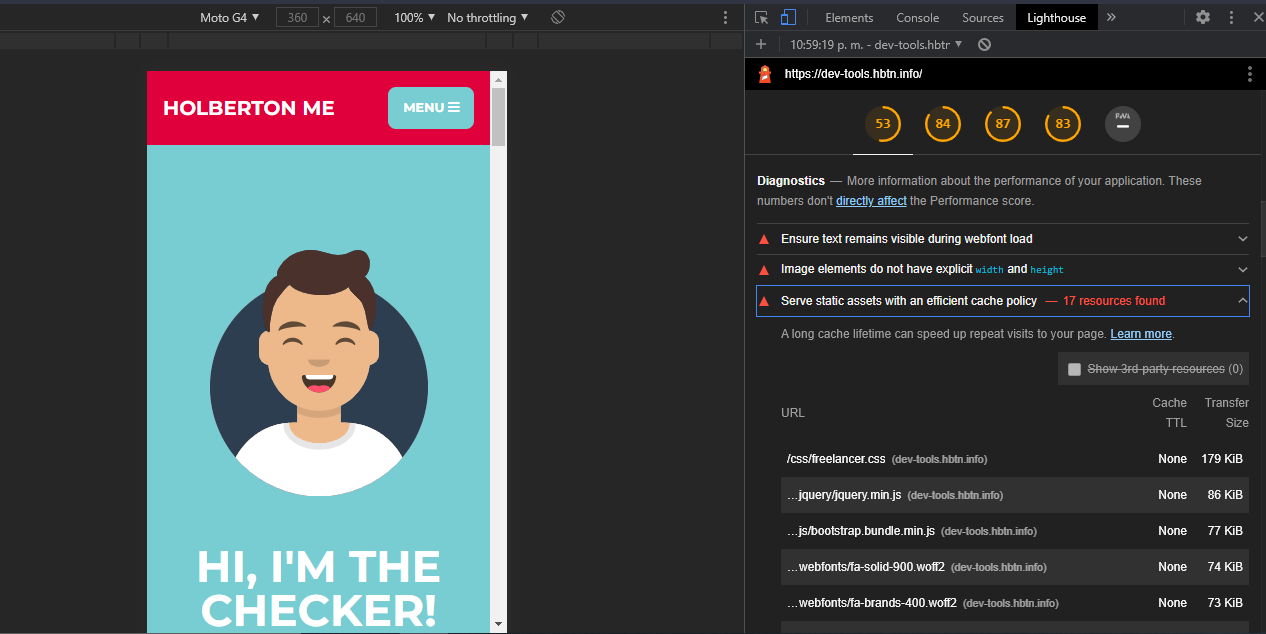 Moto G4 ▼ 360 × 640 100% ▼ No throttling ▼
Elements Console Sources Lighthouse »
10:59:19 p. m. - dev-tools.hbtn ▼
https://dev-tools.hbtn.info/
HOLBERTON ME
MENU
HI, I'M THE
CHECKER!
53 84 87 83 PWA
Diagnostics — More information about the performance of your application. These
numbers don't directly affect the Performance score.
Ensure text remains visible during webfont load
Image elements do not have explicit width and height
Serve static assets with an efficient cache policy — 17 resources found
A long cache lifetime can speed up repeat visits to your page. Learn more.
Show 3rd-party resources (0)
URL Cache TTL Transfer Size
/css/freelancer.css (dev-tools.hbtn.info) None 179 KiB
…jquery/jquery.min.js (dev-tools.hbtn.info) None 86 KiB
…js/bootstrap.bundle.min.js (dev-tools.hbtn.info) None 77 KiB
…webfonts/fa-solid-900.woff2 (dev-tools.hbtn.info) None 74 KiB
…webfonts/fa-brands-400.woff2 (dev-tools.hbtn.info) None 73 KiB